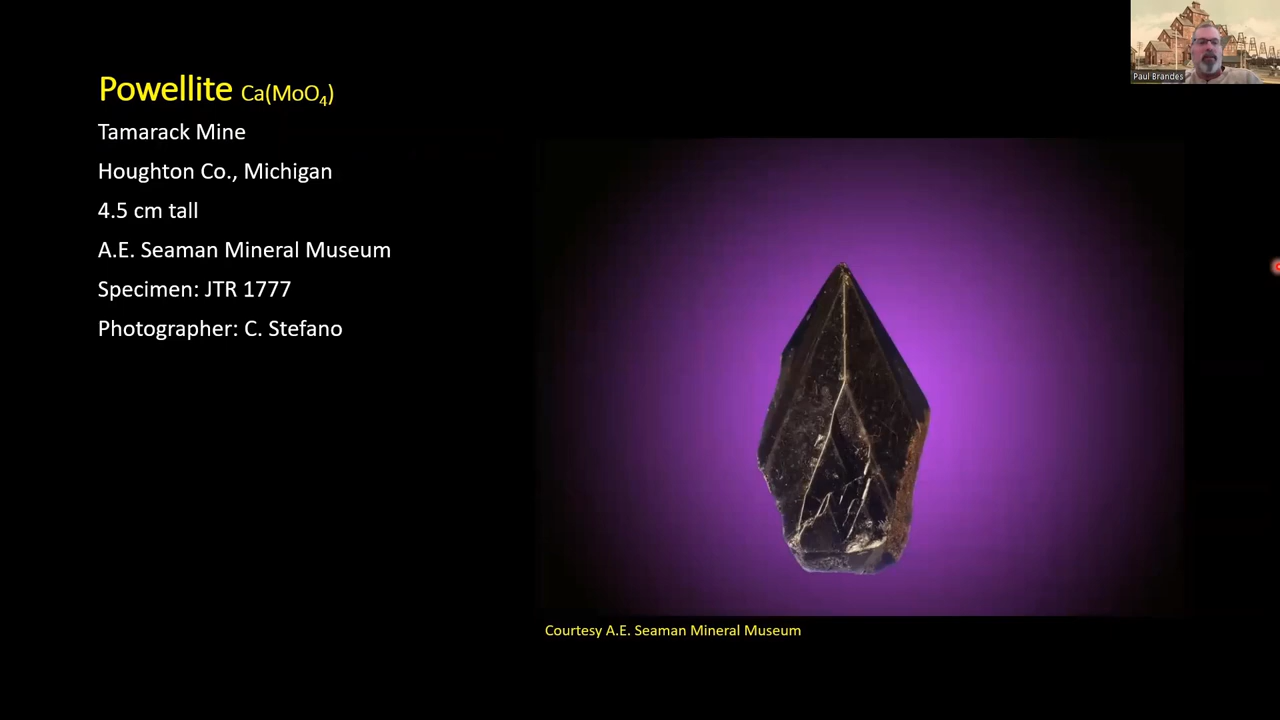 Powellite Ca(MoO₄)
Tamarack Mine
Houghton Co., Michigan
4.5 cm tall
A.E. Seaman Mineral Museum
Specimen: JTR 1777
Photographer: C. Stefano
Paul Brandes
Courtesy A.E. Seaman Mineral Museum